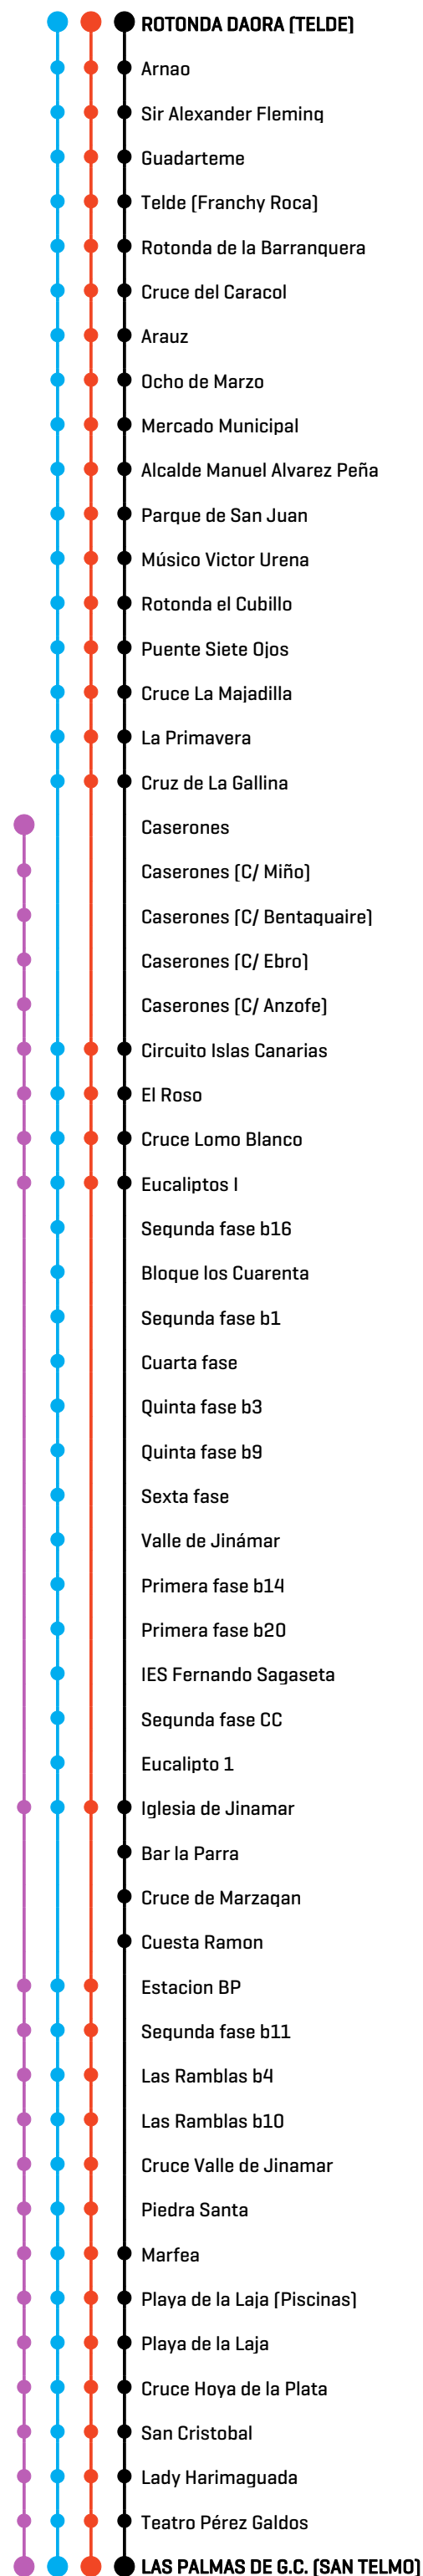 ROTONDA DAORA (TELDE)
Arnao
Sir Alexander Fleming
Guadarteme
Telde (Franchy Roca)
Rotonda de la Barranquera
Cruce del Caracol
Arauz
Ocho de Marzo
Mercado Municipal
Alcalde Manuel Alvarez Peña
Parque de San Juan
Músico Victor Urena
Rotonda el Cubillo
Puente Siete Ojos
Cruce La Majadilla
La Primavera
Cruz de La Gallina
Caserones
Caserones (C/ Miño)
Caserones (C/ Bentaguaire)
Caserones (C/ Ebro)
Caserones (C/ Anzofe)
Circuito Islas Canarias
El Roso
Cruce Lomo Blanco
Eucaliptos I
Segunda fase b16
Bloque los Cuarenta
Segunda fase b1
Cuarta fase
Quinta fase b3
Quinta fase b9
Sexta fase
Valle de Jinámar
Primera fase b14
Primera fase b20
IES Fernando Sagaseta
Segunda fase CC
Eucalipto 1
Iglesia de Jinamar
Bar la Parra
Cruce de Marzagan
Cuesta Ramon
Estacion BP
Segunda fase b11
Las Ramblas b4
Las Ramblas b10
Cruce Valle de Jinamar
Piedra Santa
Marfea
Playa de la Laja (Piscinas)
Playa de la Laja
Cruce Hoya de la Plata
San Cristobal
Lady Harimaguada
Teatro Pérez Galdos
LAS PALMAS DE G.C. (SAN TELMO)